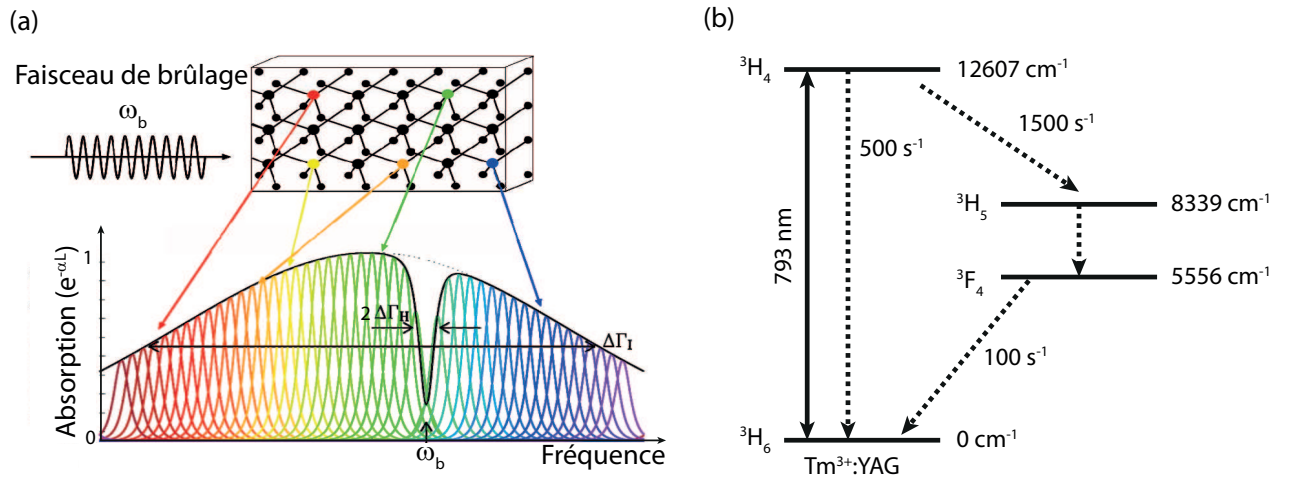 (a)
Faisceau de brûlage
ω_b
Absorption (e^{-αL})
1
0
2 ΔΓ_H
ΔΓ_I
ω_b
Fréquence
(b)
³H₄
12607 cm⁻¹
1500 s⁻¹
500 s⁻¹
793 nm
³H₅
8339 cm⁻¹
³F₄
5556 cm⁻¹
100 s⁻¹
³H₆
0 cm⁻¹
Tm³⁺:YAG